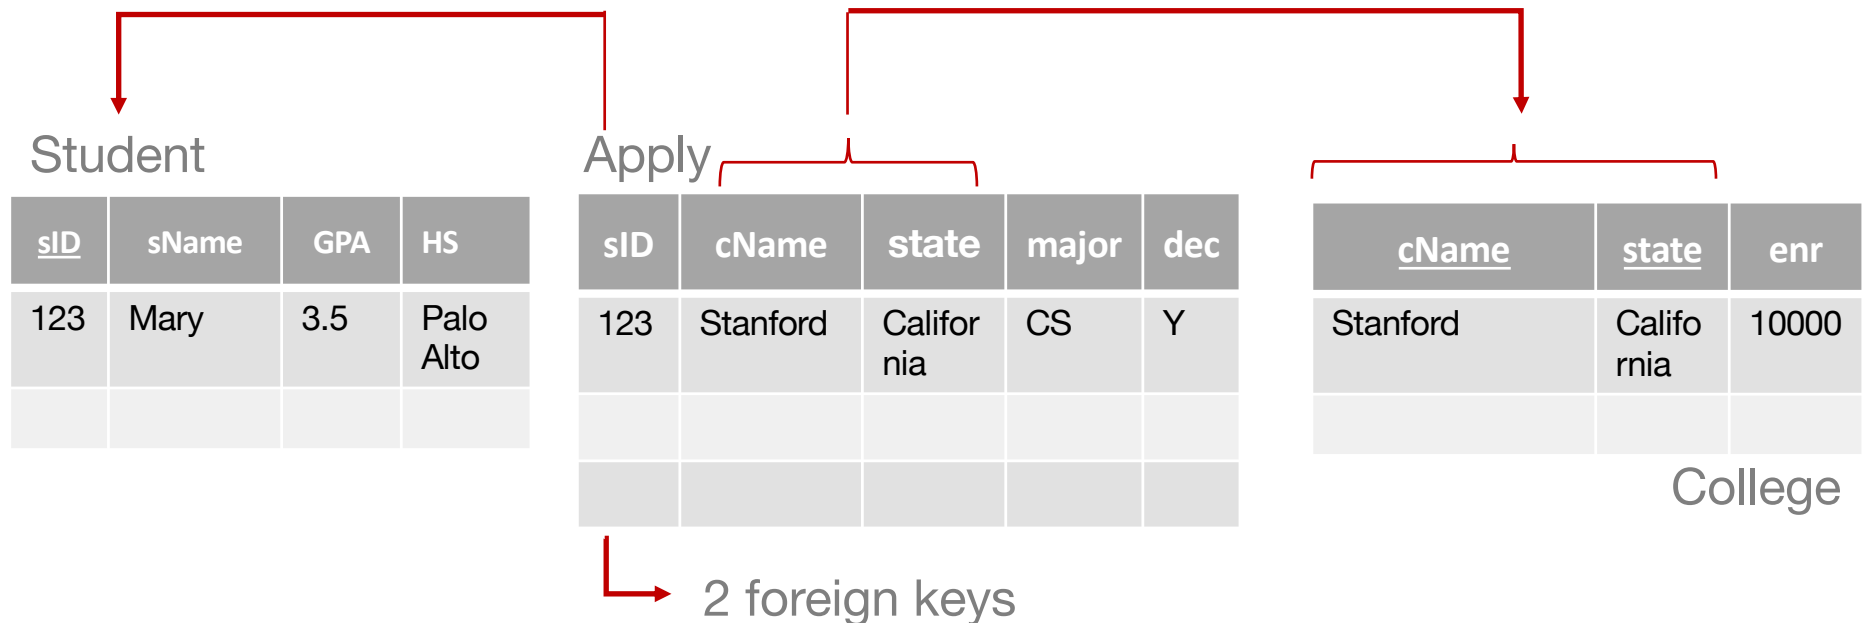 Student
sID sName GPA HS
123 Mary 3.5 Palo
Alto
Apply
sID cName state major dec
123 Stanford Califor CS Y
nia
cName state enr
Stanford Califo 10000
rnia
College
2 foreign keys